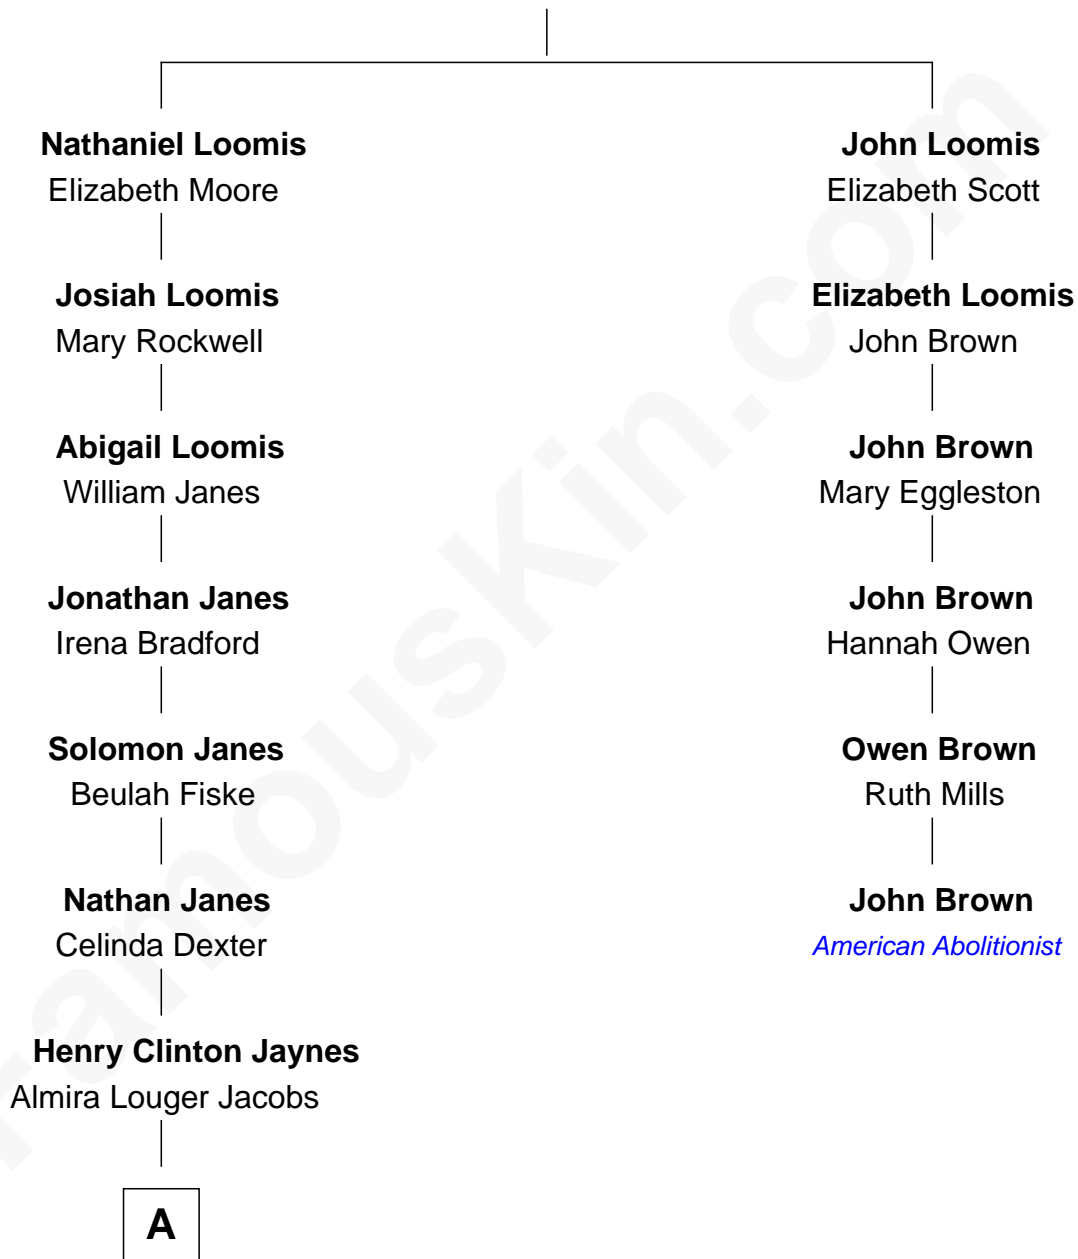 Nathaniel Loomis
Elizabeth Moore
Josiah Loomis
Mary Rockwell
Abigail Loomis
William Janes
Jonathan Janes
Irena Bradford
Solomon Janes
Beulah Fiske
Nathan Janes
Celinda Dexter
Henry Clinton Jaynes
Almira Louger Jacobs
A
John Loomis
Elizabeth Scott
Elizabeth Loomis
John Brown
John Brown
Mary Eggleston
John Brown
Hannah Owen
Owen Brown
Ruth Mills
John Brown
American Abolitionist
FamousKin.com